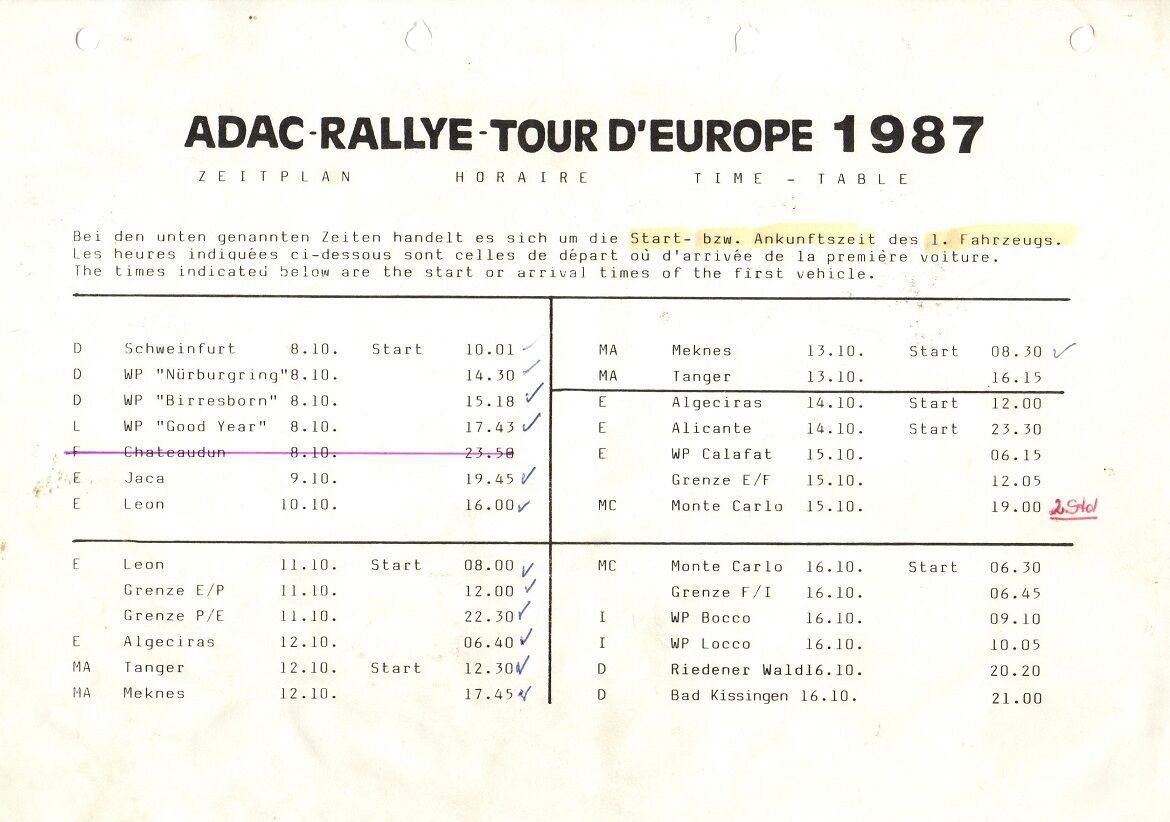 ADAC-RALLYE-TOUR D'EUROPE 1987
ZEITPLAN HORAIRE TIME - TABLE
Bei den unten genannten Zeiten handelt es sich um die Start- bzw. Ankunftszeit des 1. Fahrzeugs.
Les heures indiquées ci-dessous sont celles de départ où d'arrivée de la première voiture.
The times indicated below are the start or arrival times of the first vehicle.
D Schweinfurt 8.10. Start 10.01 ✓
D WP "Nürburgring" 8.10. 14.30 ✓
D WP "Birresborn" 8.10. 15.18 ✓
L WP "Good Year" 8.10. 17.43 ✓
F Chateaudun 8.10. 23.50
E Jaca 9.10. 19.45 ✓
E Leon 10.10. 16.00 ✓
E Leon 11.10. Start 08.00 ✓
Grenze E/P 11.10. 12.00 ✓
Grenze P/E 11.10. 22.30 ✓
E Algeciras 12.10. 06.40 ✓
MA Tanger 12.10. Start 12.30 ✓
MA Meknes 12.10. 17.45 ✓
MA Meknes 13.10. Start 08.30 ✓
MA Tanger 13.10. 16.15
E Algeciras 14.10. Start 12.00
E Alicante 14.10. Start 23.30
E WP Calafat 15.10. 06.15
Grenze E/F 15.10. 12.05
MC Monte Carlo 15.10. 19.00 2 Std
MC Monte Carlo 16.10. Start 06.30
Grenze F/I 16.10. 06.45
I WP Bocco 16.10. 09.10
I WP Locco 16.10. 10.05
D Riedener Wald 16.10. 20.20
D Bad Kissingen 16.10. 21.00